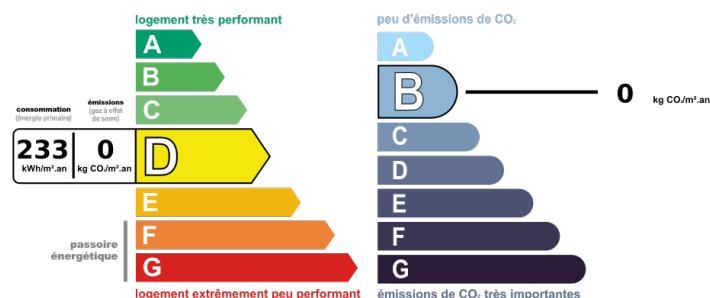 logement très performant
A
B
C
consommation
(énergie primaire)
émissions
(gaz à effet
de serre)
233
kWh/m².an
0
kg CO₂/m².an
D
E
F
G
passoire
énergétique
logement extrêmement peu performant
peu d'émissions de CO₂
A
B
0
kg CO₂/m².an
C
D
E
F
G
émissions de CO₂ très importantes